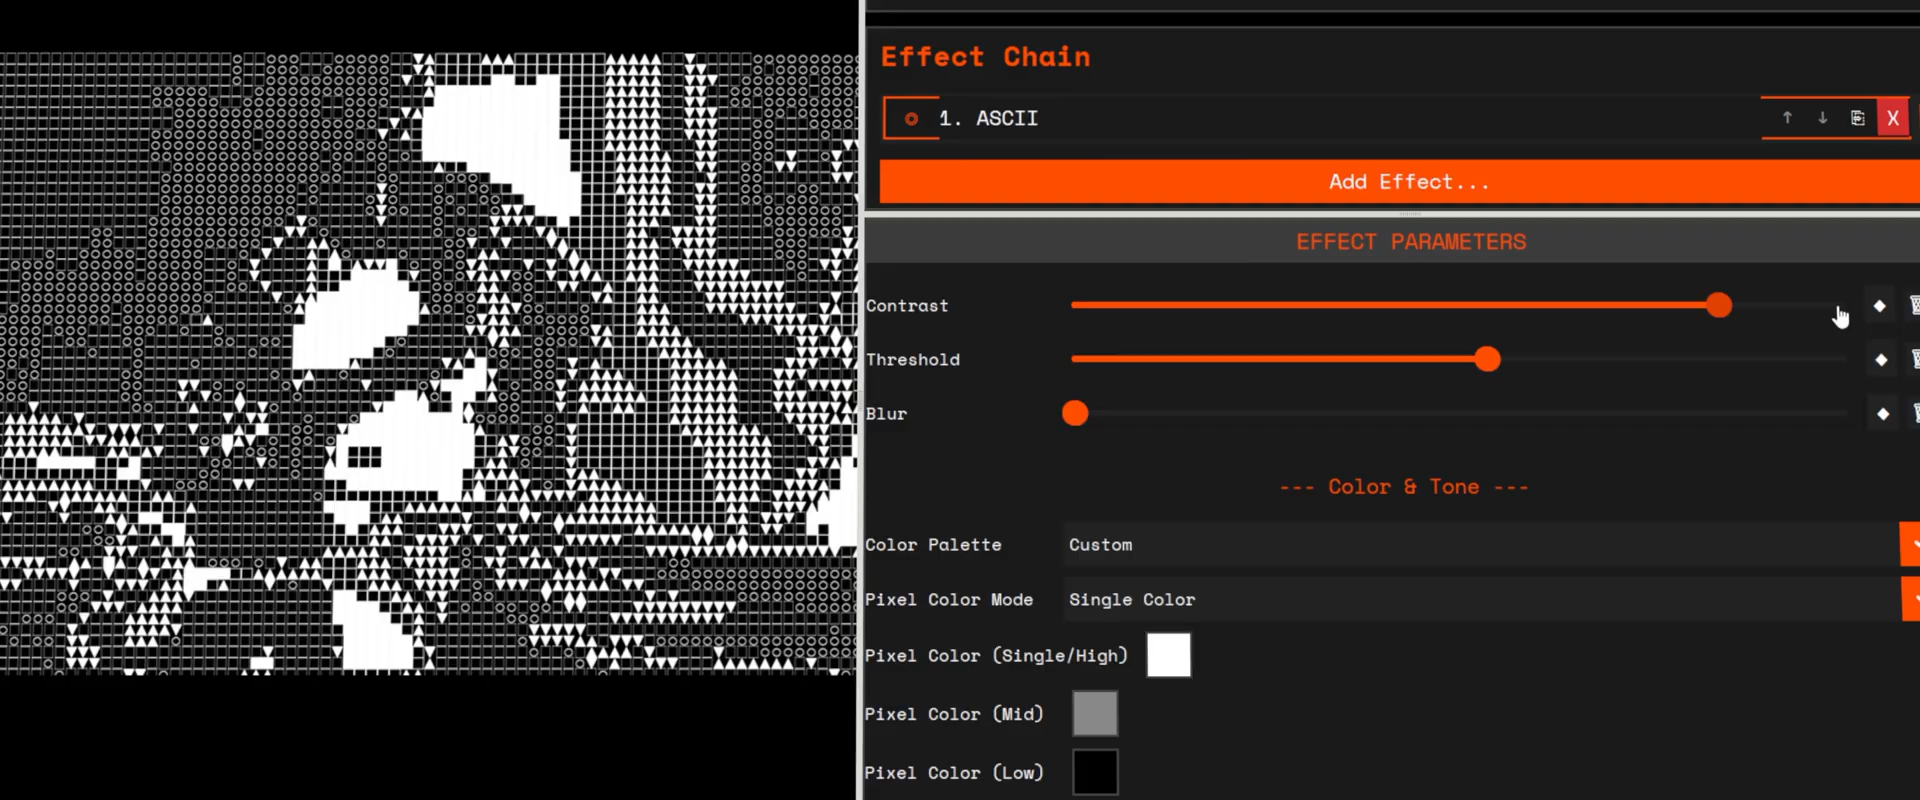 Effect Chain
1. ASCII
↑ ↓ X
Add Effect...
EFFECT PARAMETERS
Contrast
Threshold
Blur
--- Color & Tone ---
Color Palette Custom
Pixel Color Mode Single Color
Pixel Color (Single/High)
Pixel Color (Mid)
Pixel Color (Low)